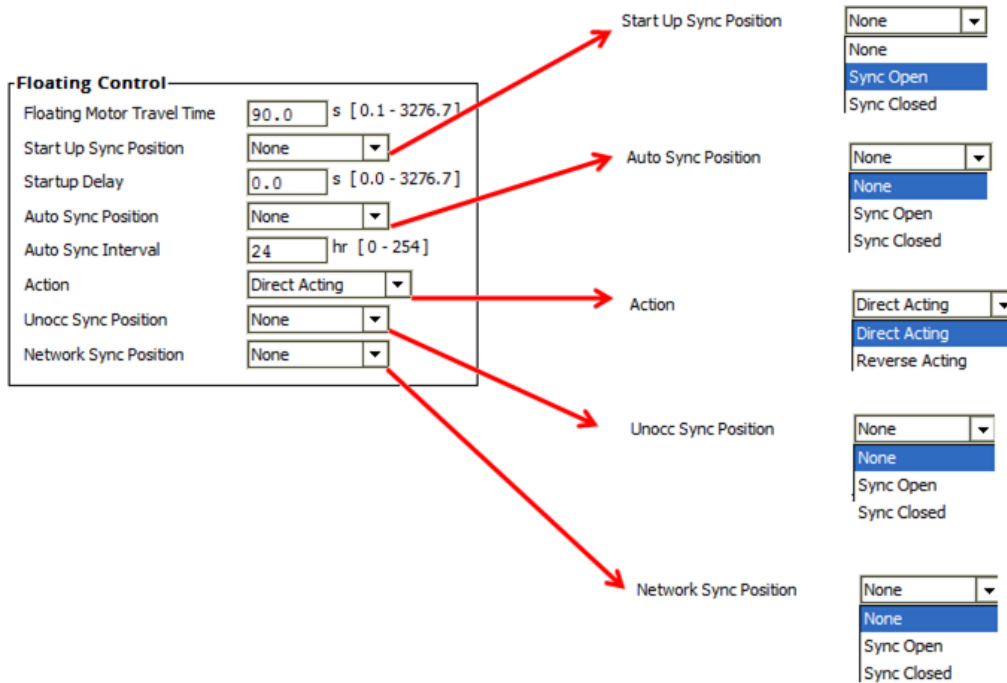 Floating Control
Floating Motor Travel Time 90.0 s [0.1 - 3276.7]
Start Up Sync Position None
Startup Delay 0.0 s [0.0 - 3276.7]
Auto Sync Position None
Auto Sync Interval 24 hr [0 - 254]
Action Direct Acting
Unocc Sync Position None
Network Sync Position None
Start Up Sync Position None
None
Sync Open
Sync Closed
Auto Sync Position None
None
Sync Open
Sync Closed
Action Direct Acting
Direct Acting
Reverse Acting
Unocc Sync Position None
None
Sync Open
Sync Closed
Network Sync Position None
None
Sync Open
Sync Closed